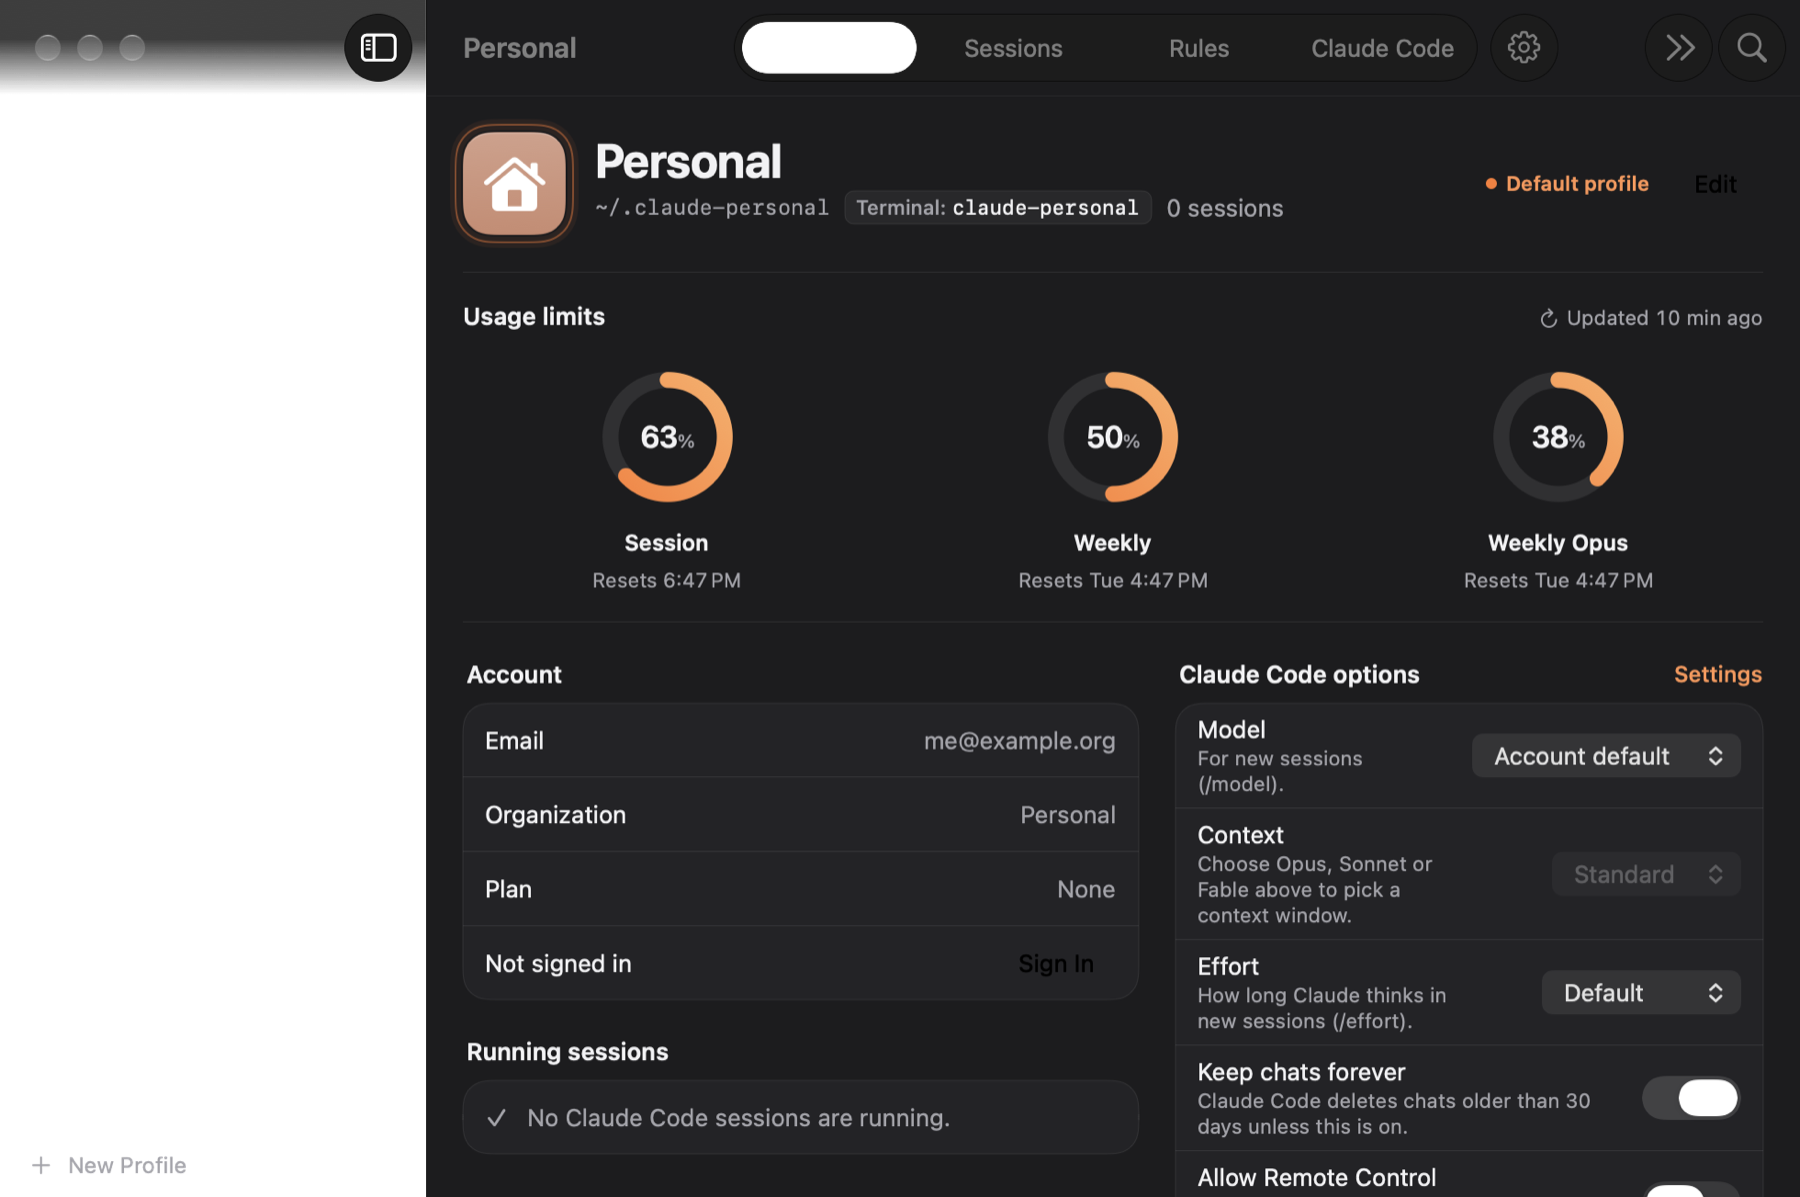 Personal
Sessions
Rules
Claude Code
Personal
~/.claude-personal
Terminal: claude-personal
0 sessions
Default profile
Edit
Usage limits
Updated 10 min ago
63%
50%
38%
Session
Weekly
Weekly Opus
Resets 6:47 PM
Resets Tue 4:47 PM
Resets Tue 4:47 PM
Account
Email
me@example.org
Organization
Personal
Plan
None
Not signed in
Sign In
Running sessions
No Claude Code sessions are running.
Claude Code options
Settings
Model
For new sessions
(/model).
Account default
Context
Choose Opus, Sonnet or
Fable above to pick a
context window.
Standard
Effort
How long Claude thinks in
new sessions (/effort).
Default
Keep chats forever
Claude Code deletes chats older than 30
days unless this is on.
Allow Remote Control
New Profile